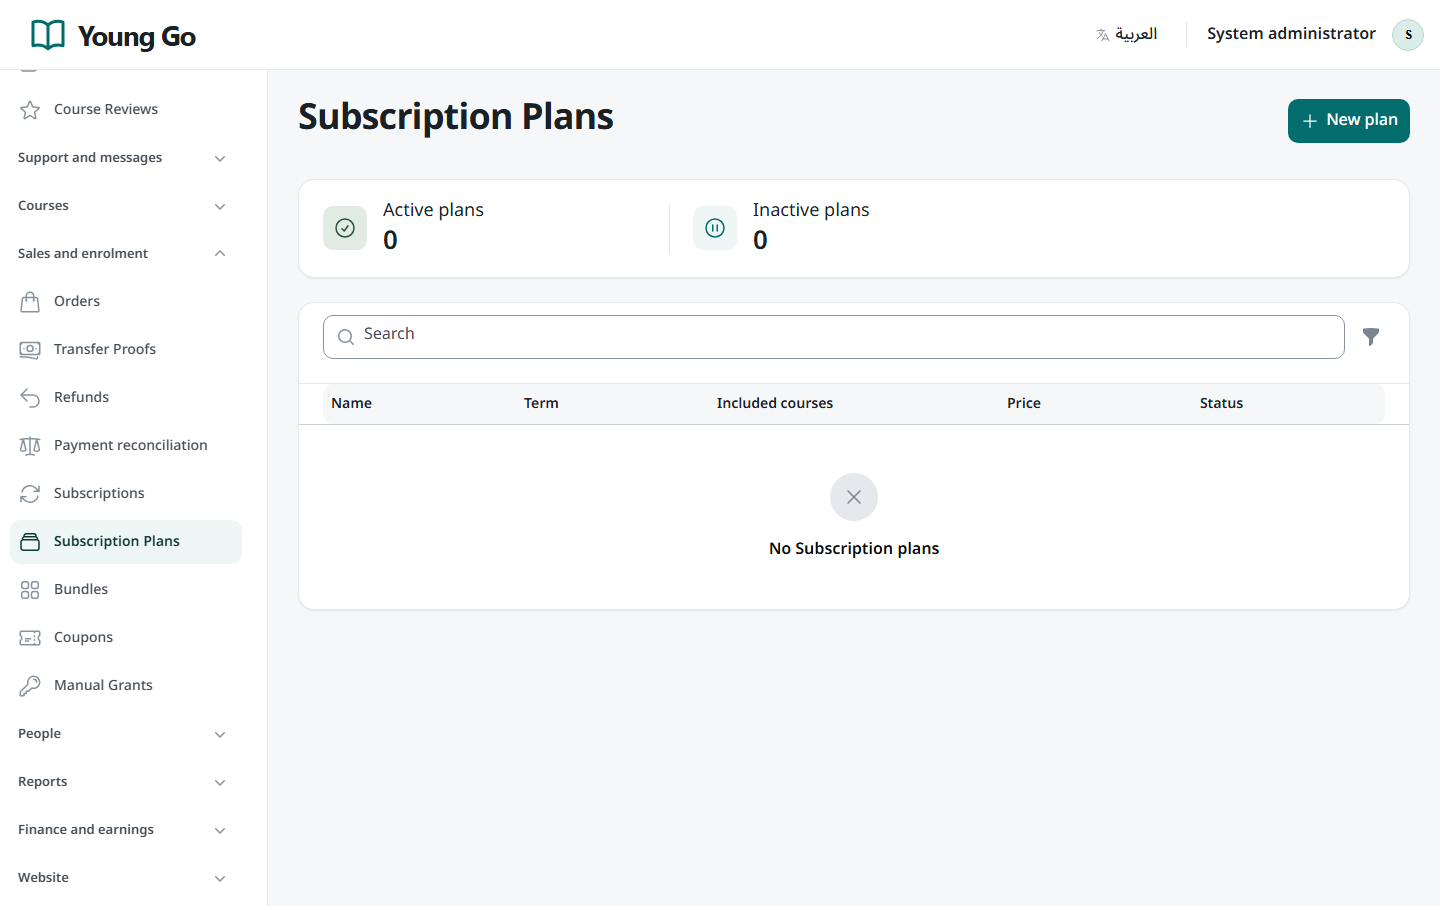 Young Go
العربية
System administrator
S
Course Reviews
Support and messages
Courses
Sales and enrolment
Orders
Transfer Proofs
Refunds
Payment reconciliation
Subscriptions
Subscription Plans
Bundles
Coupons
Manual Grants
People
Reports
Finance and earnings
Website
Subscription Plans
New plan
Active plans
0
Inactive plans
0
Search
Name Term Included courses Price Status
No Subscription plans